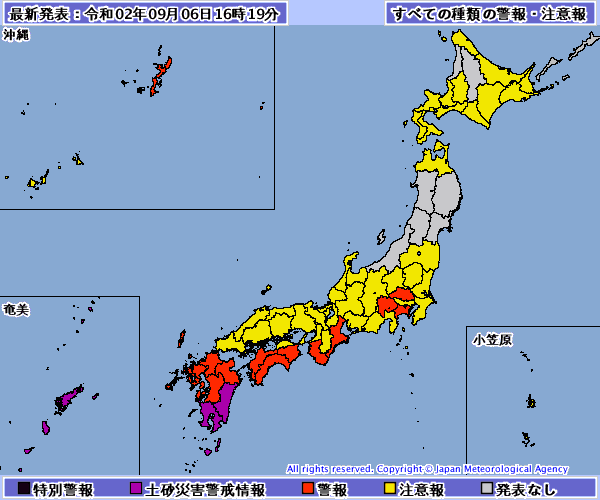 最新発表：令和02年09月06日16時19分
すべての種類の警報・注意報
沖縄
奄美
小笠原
All rights reserved. Copyright © Japan Meteorological Agency
特別警報 土砂災害警戒情報 警報 注意報 発表なし